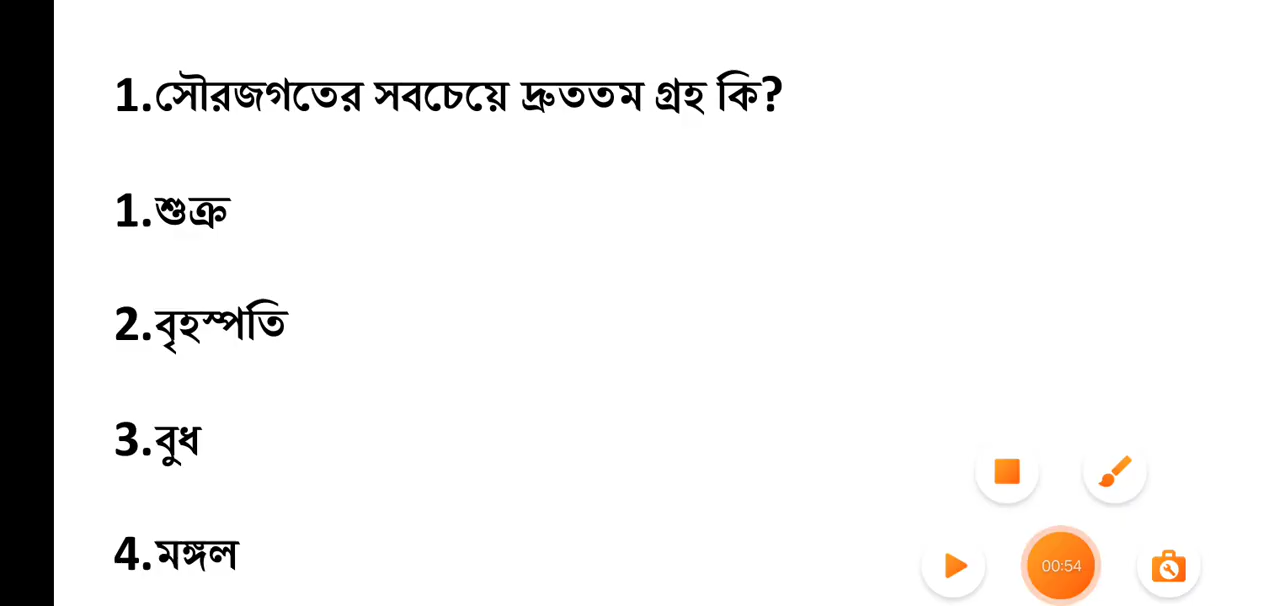 1.সৌরজগতের সবচেয়ে দ্রুততম গ্রহ কি?
1.শুক্র
2.বৃহস্পতি
3.বুধ
4.মঙ্গল
00:54